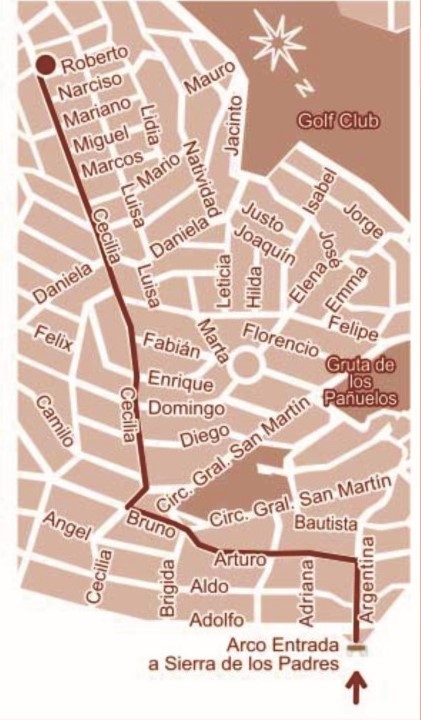 Roberto
Narciso
Mariano
Miguel
Marcos
Lidia
Mario
Luisa
Mauro
Jacinto
Natividad
Golf Club
N
Isabel
Jorge
Justo
Joaquín
José
Elena
Emma
Cecilia
Daniela
Daniela
Luisa
Leticia
Hilda
Felix
Fabián
Marta
Florencio
Felipe
Gruta de
los
Pañuelos
Enrique
Domingo
Diego
Cecilia
Camilo
Circ. Gral. San Martin
Circ. Gral. San Martin
Bautista
Angel
Bruno
Arturo
Cecilia
Brigida
Aldo
Adolfo
Adriana
Argentina
Arco Entrada
a Sierra de los Padres